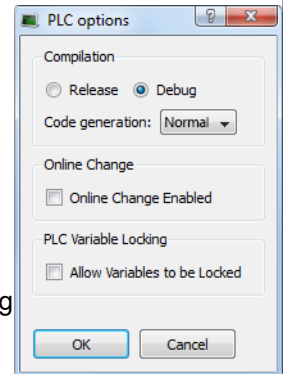 PLC options
Compilation
Release Debug
Code generation: Normal
Online Change
Online Change Enabled
PLC Variable Locking
Allow Variables to be Locked
g
OK Cancel